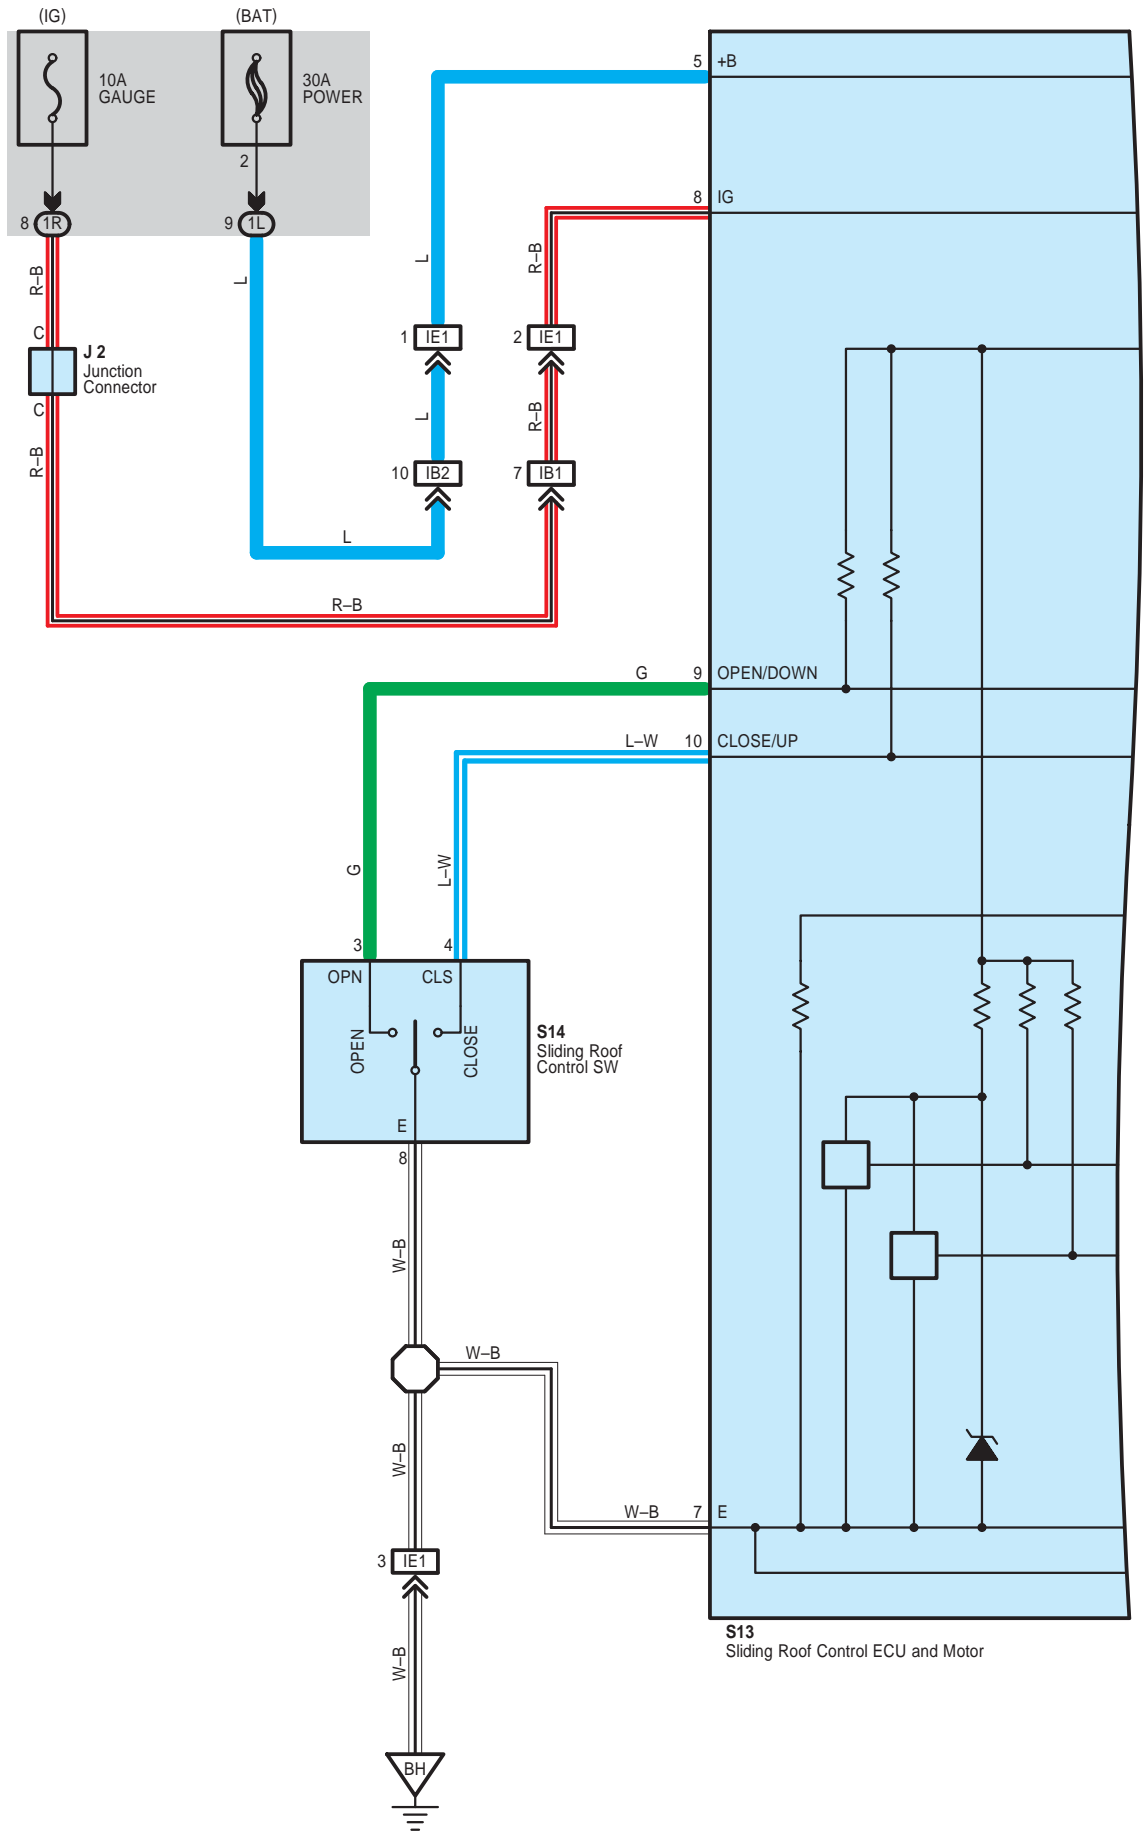 (IG)
(BAT)
10A
GAUGE
30A
POWER
2
8 1R
9 1L
5 +B
8 IG
R–B
L
L
R–B
C
J 2
Junction
Connector
C
1 IE1
2 IE1
R–B
L
R–B
10 IB2
7 IB1
L
R–B
G 9 OPEN/DOWN
L–W 10 CLOSE/UP
G
L–W
3
4
OPN
CLS
OPEN
CLOSE
S14
Sliding Roof
Control SW
E
8
W–B
W–B
W–B
W–B 7 E
3 IE1
W–B
S13
Sliding Roof Control ECU and Motor
BH